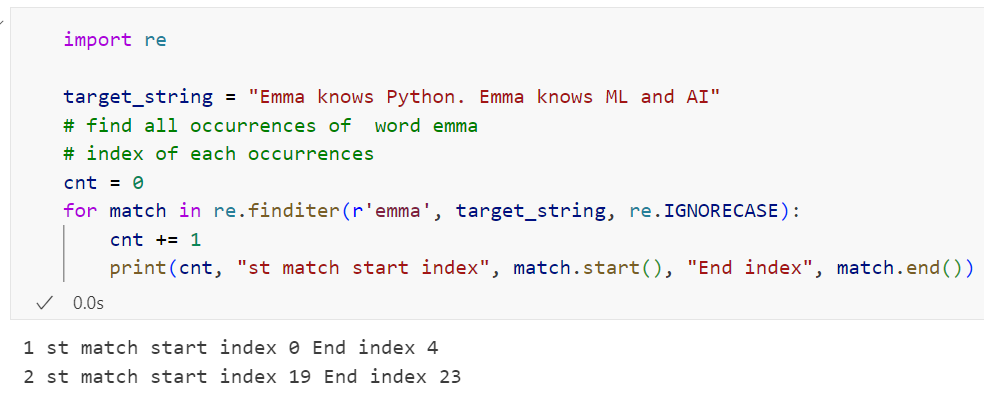 import re
target_string = "Emma knows Python. Emma knows ML and AI"
# find all occurrences of  word emma
# index of each occurrences
cnt = 0
for match in re.finditer(r'emma', target_string, re.IGNORECASE):
    cnt += 1
    print(cnt, "st match start index", match.start(), "End index", match.end())
0.0s
1 st match start index 0 End index 4
2 st match start index 19 End index 23